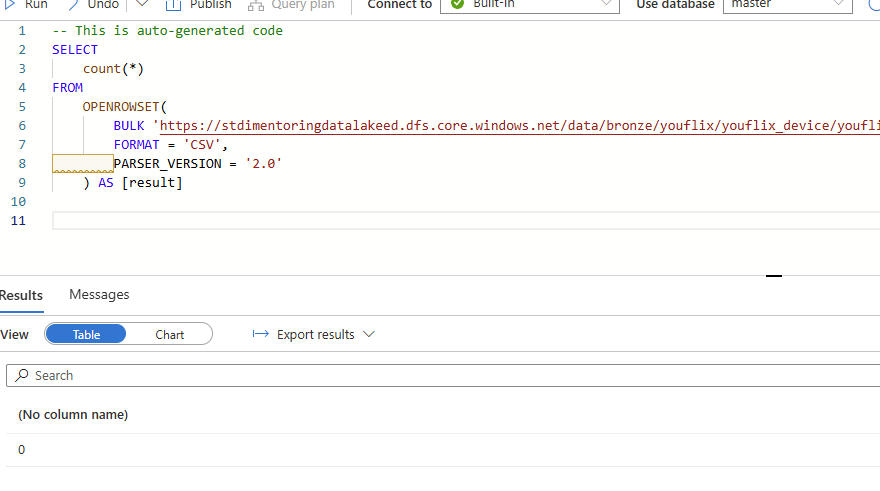 Run Undo Publish Query plan Connect to Built-in Use database master
1 -- This is auto-generated code
2 SELECT
3 count(*)
4 FROM
5 OPENROWSET(
6 BULK 'https://stdimentoringdatalakeed.dfs.core.windows.net/data/bronze/youflix/youflix_device/youfli
7 FORMAT = 'CSV',
8 PARSER_VERSION = '2.0'
9 ) AS [result]
10
11
Results Messages
View Table Chart Export results
Search
(No column name)
0